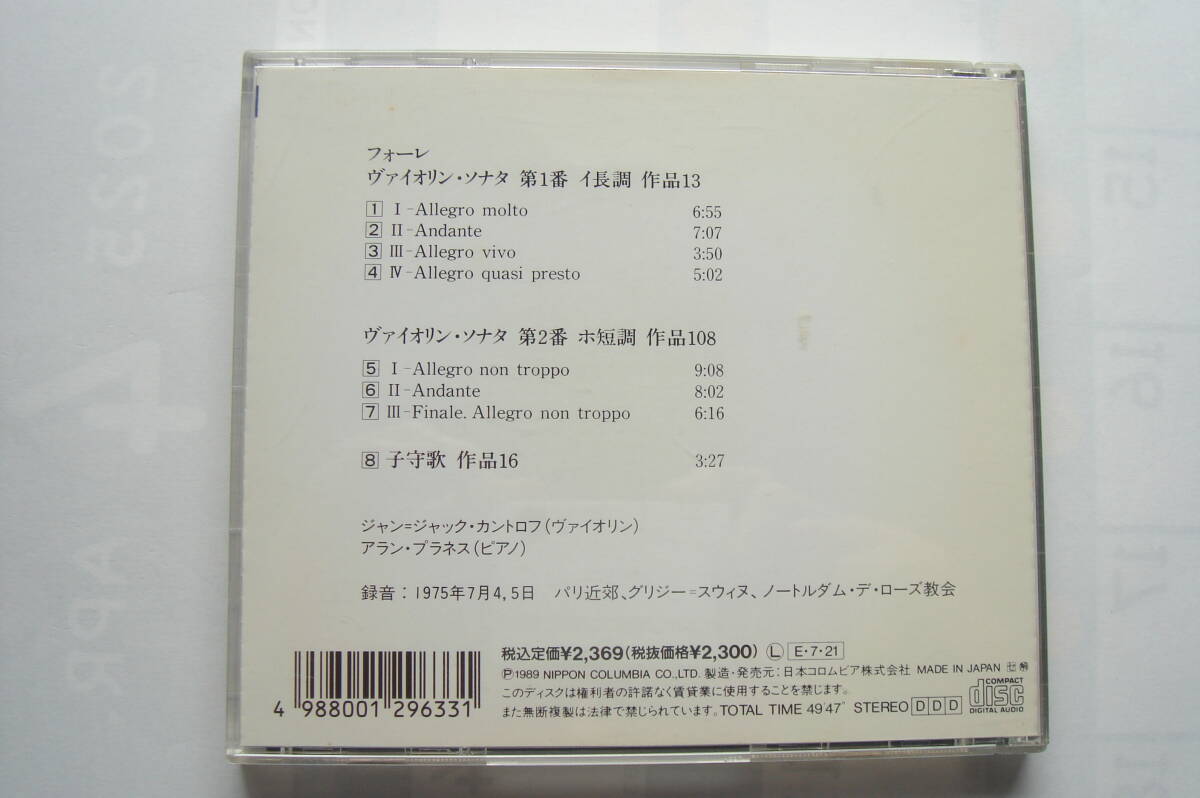 フォーレ
ヴァイオリン・ソナタ 第1番 イ長調 作品13
1 Ⅰ-Allegro molto 6:55
2 Ⅱ-Andante 7:07
3 Ⅲ-Allegro vivo 3:50
4 Ⅳ-Allegro quasi presto 5:02
ヴァイオリン・ソナタ 第2番 ホ短調 作品108
5 Ⅰ-Allegro non troppo 9:08
6 Ⅱ-Andante 8:02
7 Ⅲ-Finale. Allegro non troppo 6:16
8 子守歌 作品16 3:27
ジャン=ジャック・カントロフ(ヴァイオリン)
アラン・プラネス(ピアノ)
録音:1975年7月4,5日 パリ近郊、グリジー=スウィヌ、ノートルダム・デ・ローズ教会
税込定価¥2,369(税抜価格¥2,300) Ⓛ E・7・21
Ⓟ1989 NIPPON COLUMBIA CO.,LTD. 製造・発売元:日本コロムビア株式会社 MADE IN JAPAN
このディスクは権利者の許諾なく賃貸業に使用することを禁じます。
また無断複製は法律で禁じられています。TOTAL TIME 49'47" STEREO D D D
COMPACT
disc
DIGITAL AUDIO
4 988001 296331
2025
4
APR
15
16
17